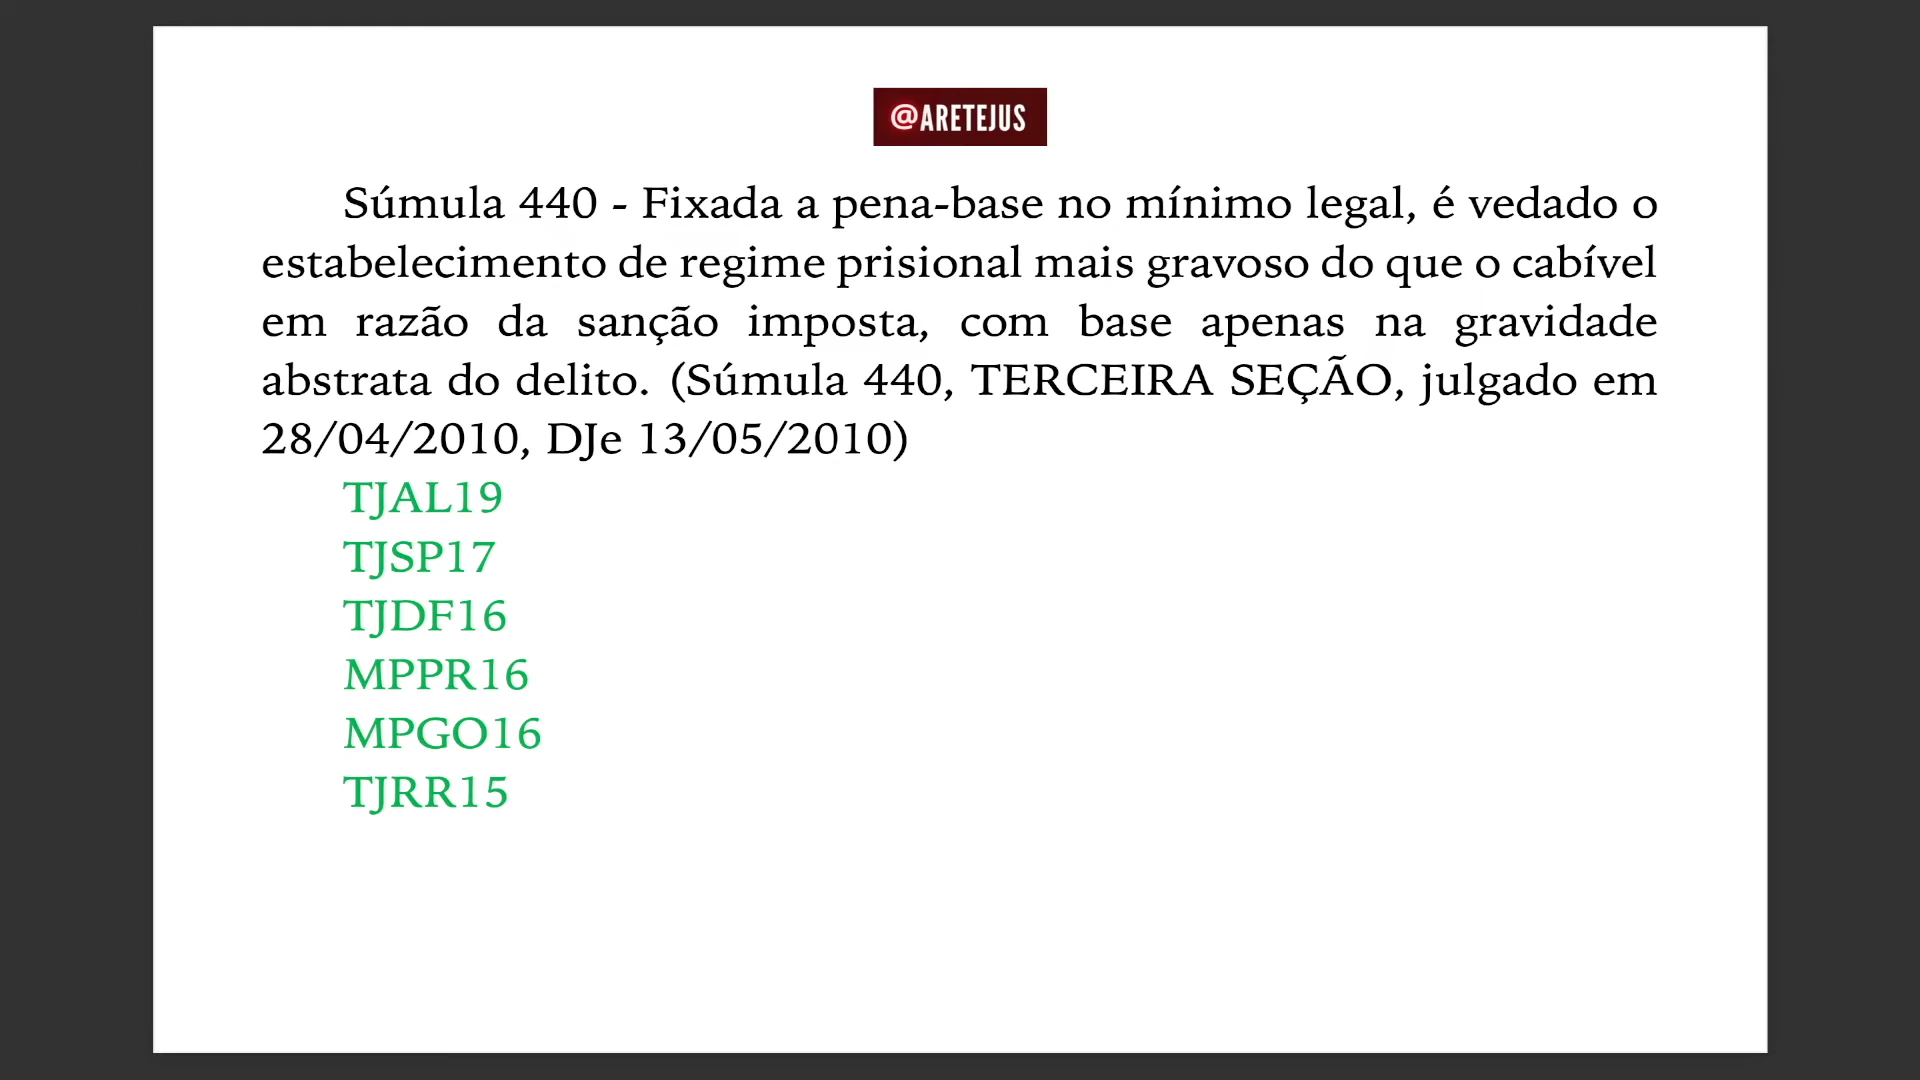 @ARETEJUS
Súmula 440 - Fixada a pena-base no mínimo legal, é vedado o
estabelecimento de regime prisional mais gravoso do que o cabível
em razão da sanção imposta, com base apenas na gravidade
abstrata do delito. (Súmula 440, TERCEIRA SEÇÃO, julgado em
28/04/2010, DJe 13/05/2010)
TJAL19
TJSP17
TJDF16
MPPR16
MPGO16
TJRR15